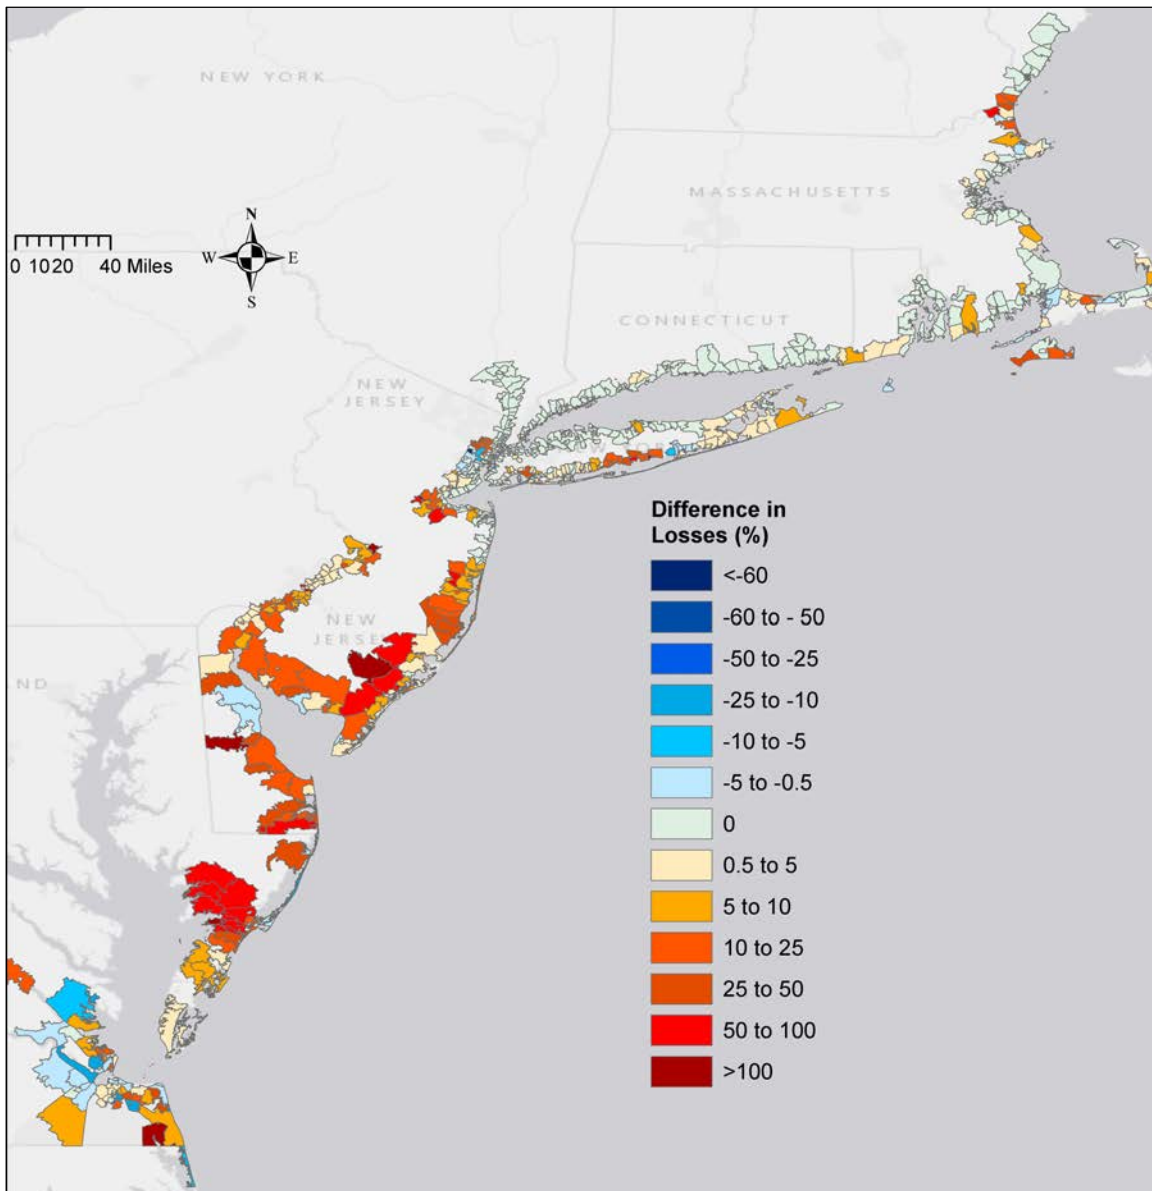 NEW YORK
MASSACHUSETTS
N
W E
S
0 10 20 40 Miles
CONNECTICUT
NEW
JERSEY
Difference in
Losses (%)
<-60
-60 to - 50
-50 to -25
-25 to -10
-10 to -5
-5 to -0.5
0
0.5 to 5
5 to 10
10 to 25
25 to 50
50 to 100
>100
NEW
JERSEY
ND